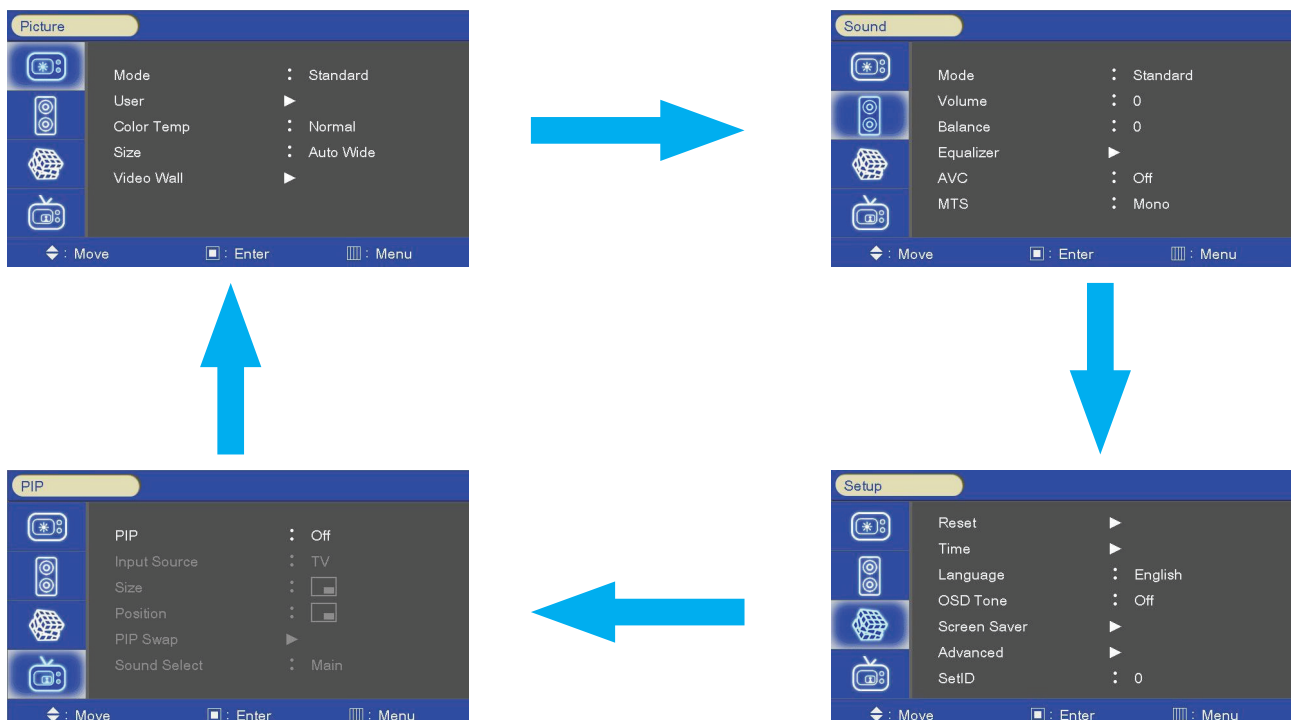 Picture
Mode : Standard
User ▶
Color Temp : Normal
Size : Auto Wide
Video Wall ▶
: Move : Enter : Menu
Sound
Mode : Standard
Volume : 0
Balance : 0
Equalizer ▶
AVC : Off
MTS : Mono
: Move : Enter : Menu
PIP
PIP : Off
Input Source : TV
Size :
Position :
PIP Swap ▶
Sound Select : Main
: Move : Enter : Menu
Setup
Reset ▶
Time ▶
Language : English
OSD Tone : Off
Screen Saver ▶
Advanced ▶
SetID : 0
: Move : Enter : Menu